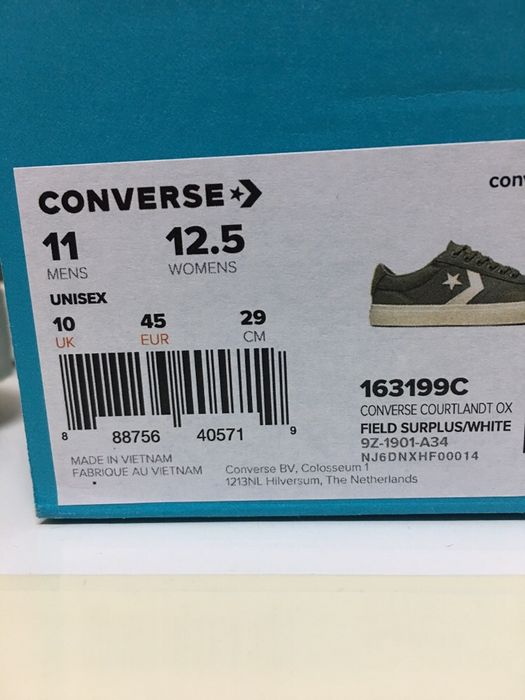 CONVERSE
11 12.5
MENS WOMENS
UNISEX
10 45 29
UK EUR CM
8 88756 40571 9
MADE IN VIETNAM
FABRIQUE AU VIETNAM
Converse BV, Colosseum 1
1213NL Hilversum, The Netherlands
163199C
CONVERSE COURTLANDT OX
FIELD SURPLUS/WHITE
9Z-1901-A34
NJ6DNXHF00014